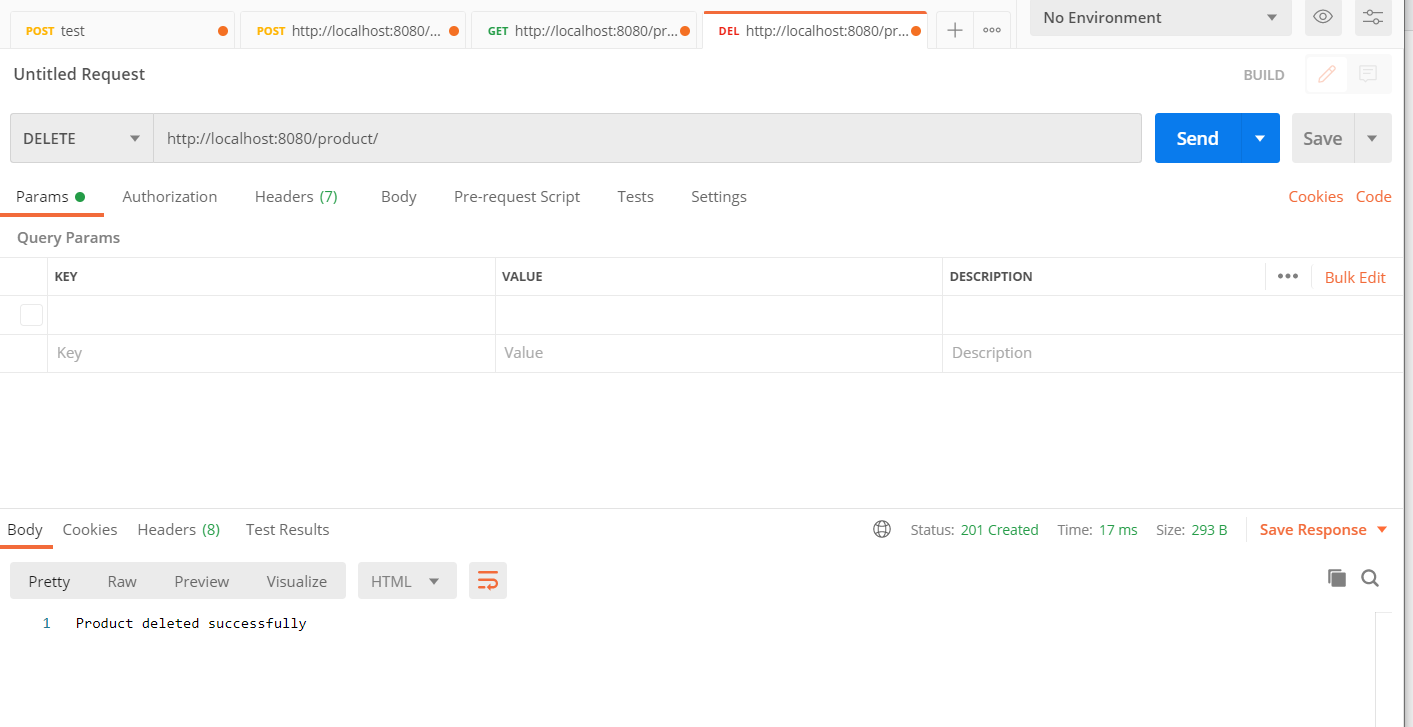 POST test
POST http://localhost:8080/...
GET http://localhost:8080/pr...
DEL http://localhost:8080/pr...
No Environment
Untitled Request
BUILD
DELETE
http://localhost:8080/product/
Send
Save
Params
Authorization
Headers (7)
Body
Pre-request Script
Tests
Settings
Cookies
Code
Query Params
KEY
VALUE
DESCRIPTION
Bulk Edit
Key
Value
Description
Body
Cookies
Headers (8)
Test Results
Status: 201 Created
Time: 17 ms
Size: 293 B
Save Response
Pretty
Raw
Preview
Visualize
HTML
1 Product deleted successfully